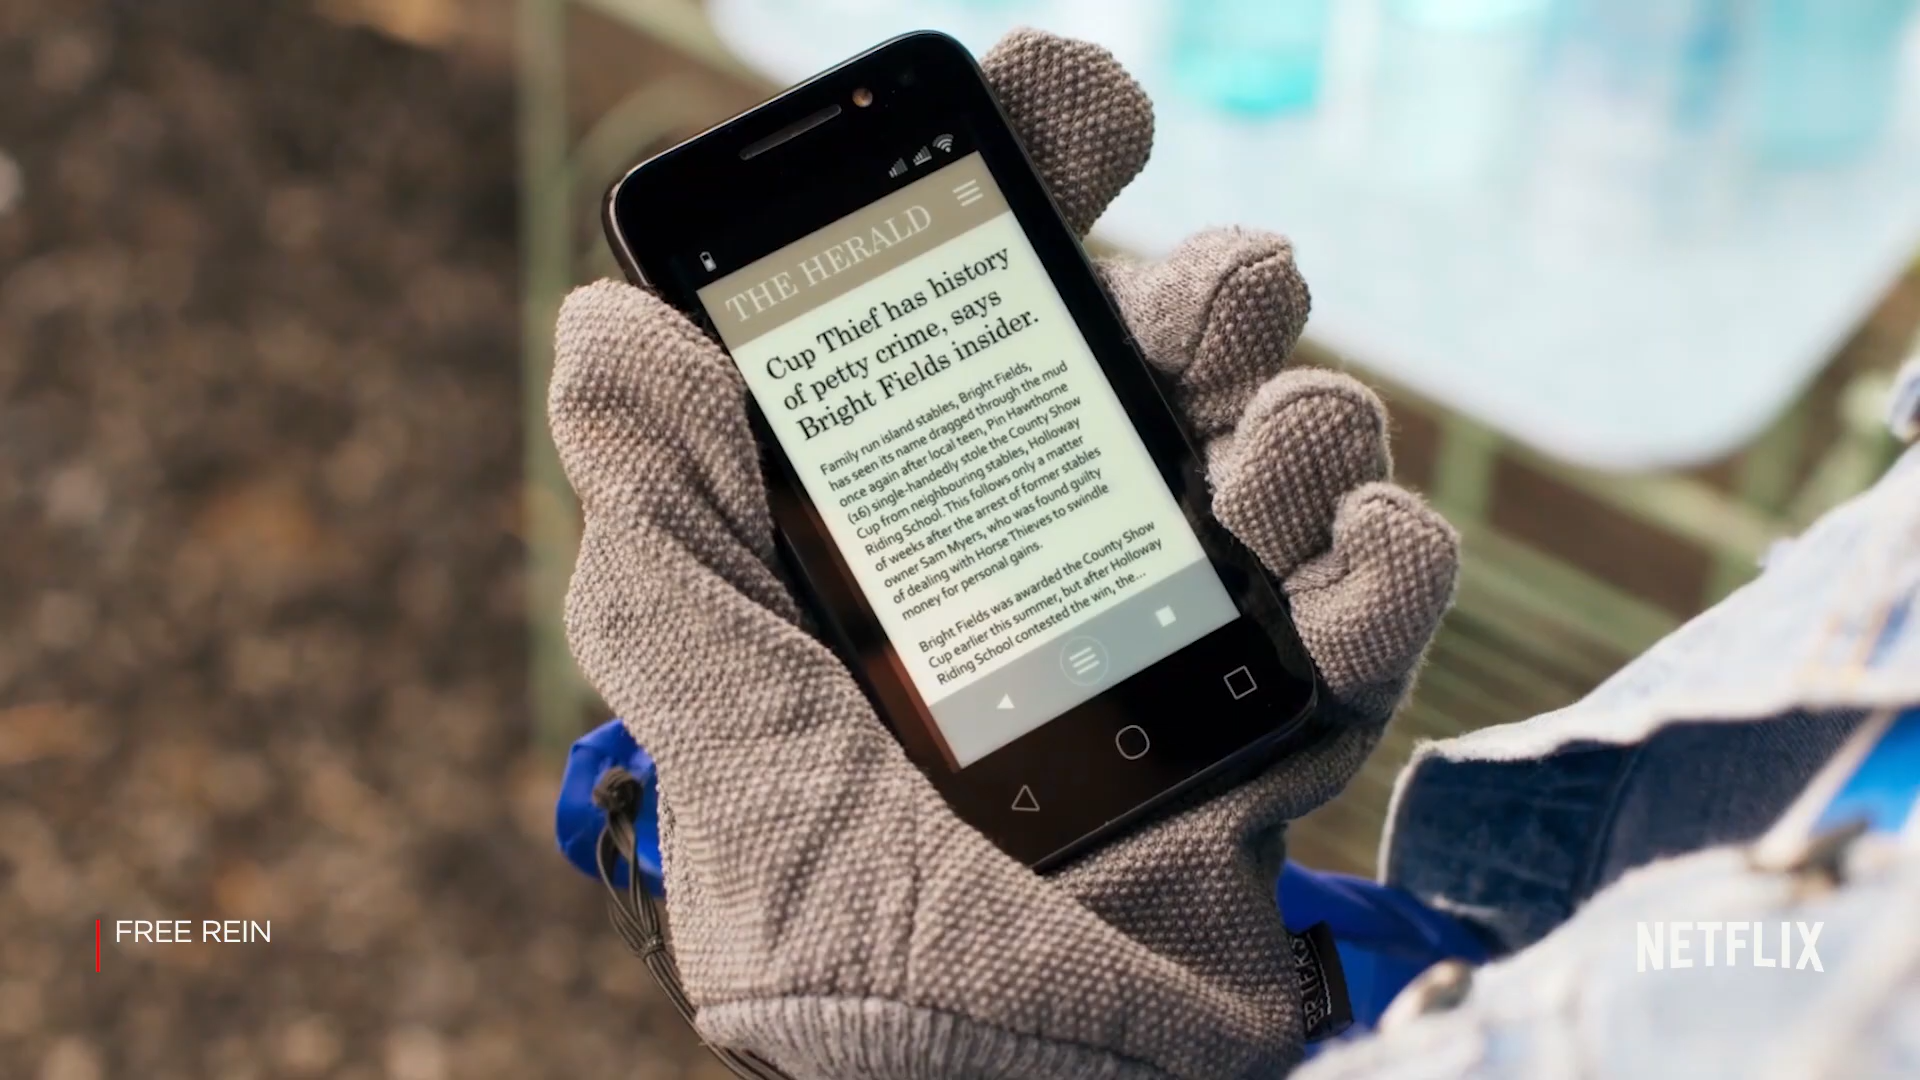 THE HERALD
Cup Thief has history
of petty crime, says
Bright Fields insider.
Family run island stables, Bright Fields,
has seen its name dragged through the mud
once again after local teen, Pin Hawthorne
(16) single-handedly stole the County Show
Cup from neighbouring stables, Holloway
Riding School. This follows only a matter
of weeks after the arrest of former stables
owner Sam Myers, who was found guilty
of dealing with Horse Thieves to swindle
money for personal gains.
Bright Fields was awarded the County Show
Cup earlier this summer, but after Holloway
Riding School contested the win, the...
FREE REIN
NETFLIX